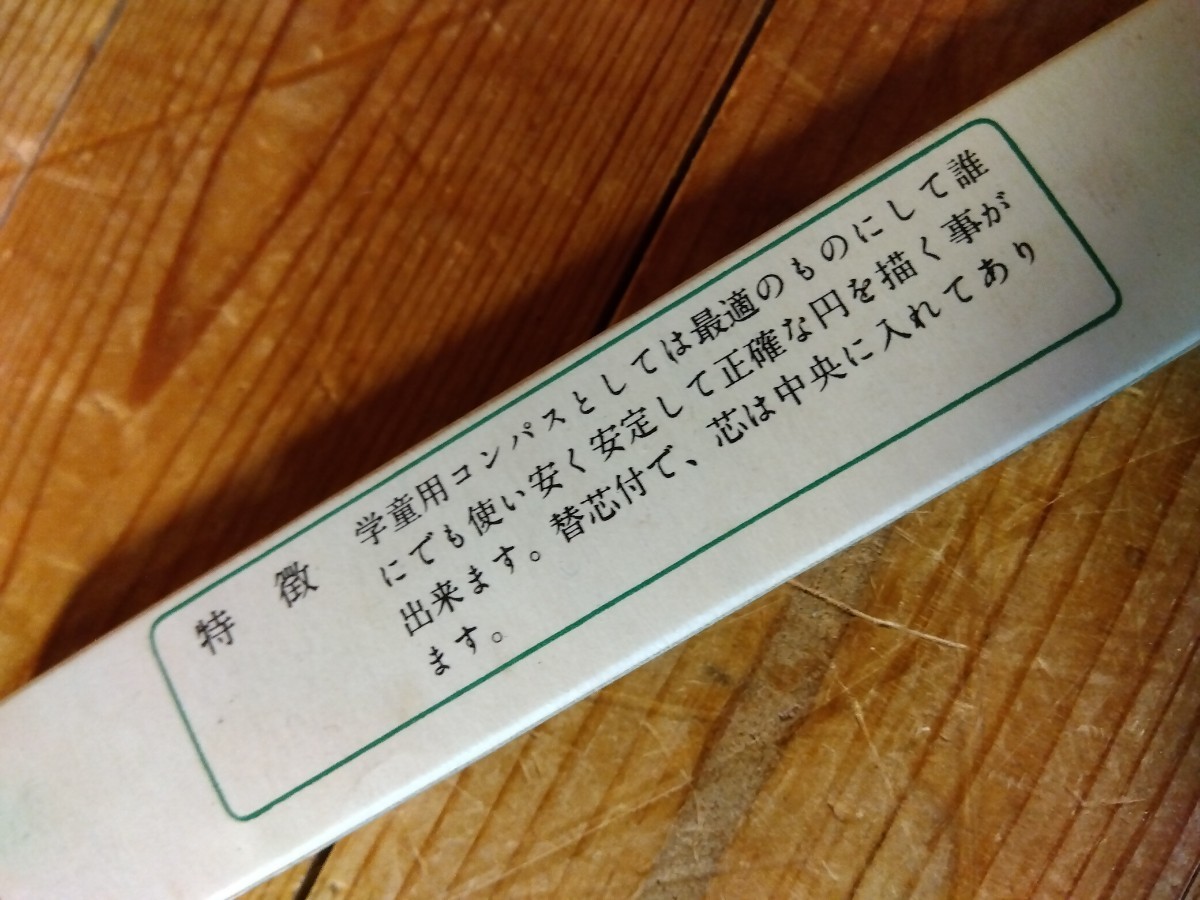 特　徴
学童用コンパスとしては最適のものにして誰
にでも使い安く安定して正確な円を描く事が
出来ます。替芯付で、芯は中央に入れてあり
ます。